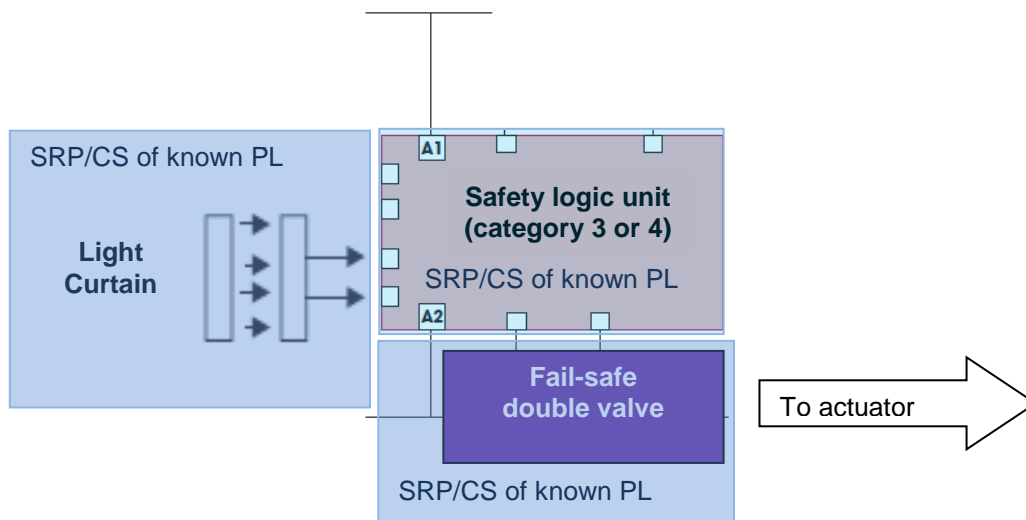 SRP/CS of known PL
Light
Curtain
A1
Safety logic unit
(category 3 or 4)
SRP/CS of known PL
A2
Fail-safe
double valve
SRP/CS of known PL
To actuator